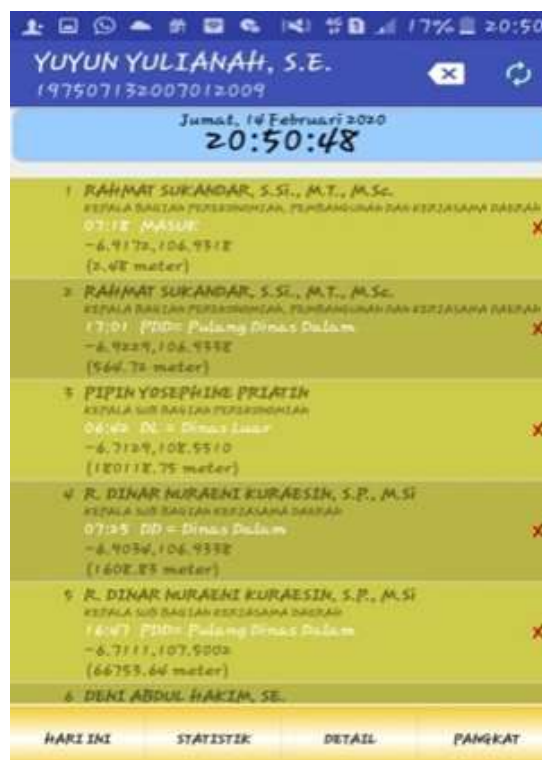 17% 20:50
YUYUN YULIANAH, S.E.
197507132007012009
Jumat, 14 Februari 2020
20:50:48
1 RAHMAT SUKANDAR, S.Si., M.T., M.Sc.
KEPALA BAGIAN PEREKONOMIAN, PEMBANGUNAN DAN KERJASAMA DAERAH
07:18 MASUK
-6.9172,106.9318
(2.48 meter)
2 RAHMAT SUKANDAR, S.Si., M.T., M.Sc.
KEPALA BAGIAN PEREKONOMIAN, PEMBANGUNAN DAN KERJASAMA DAERAH
17:01 PDD= Pulang Dinas Dalam
-6.9229,106.9338
(564.72 meter)
3 PIPIN YOSEPHINE PRIATIN
KEPALA SUB BAGIAN PEREKONOMIAN
06:42 DL = Dinas Luar
-6.7129,108.5510
(180118.75 meter)
4 R. DINAR NURAENI KURAESIN, S.P., M.Si
KEPALA SUB BAGIAN KERJASAMA DAERAH
07:25 DD = Dinas Dalam
-6.9034,106.9338
(1608.83 meter)
5 R. DINAR NURAENI KURAESIN, S.P., M.Si
KEPALA SUB BAGIAN KERJASAMA DAERAH
16:47 PDD= Pulang Dinas Dalam
-6.7111,107.5002
(66753.64 meter)
6 DENI ABDUL HAKIM, SE.
HARI INI STATISTIK DETAIL PANGKAT